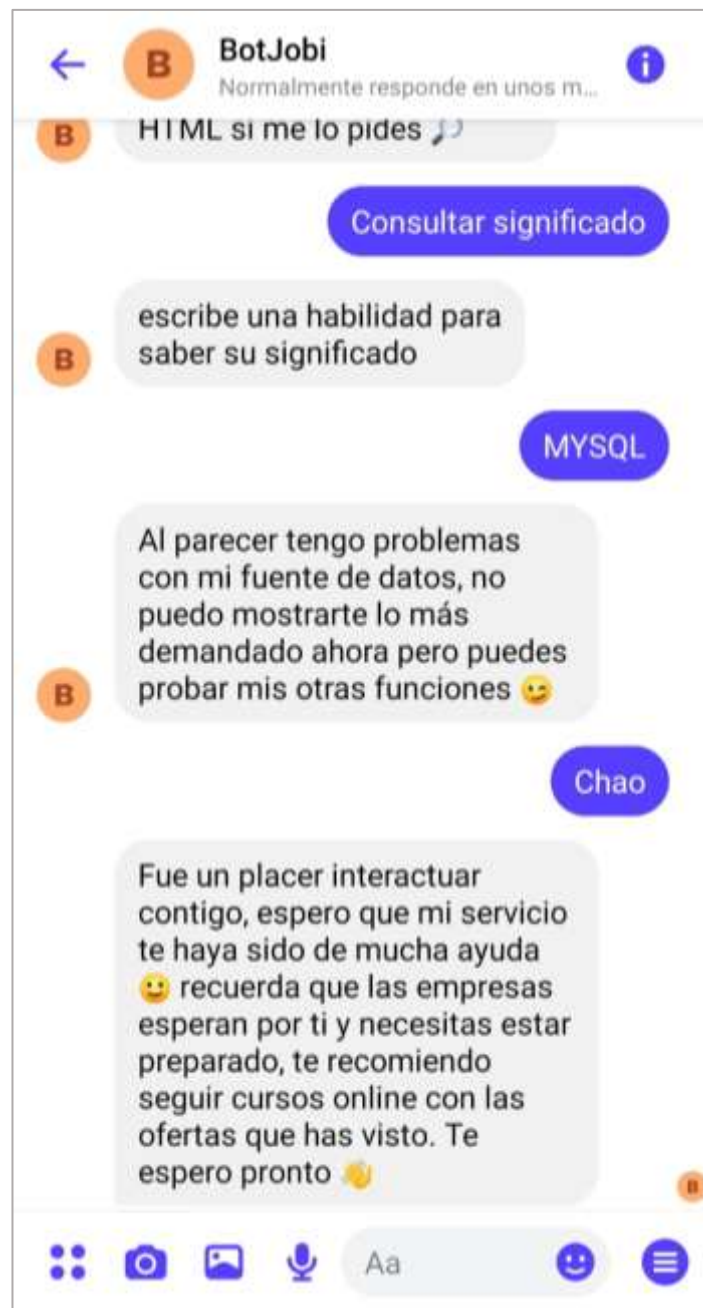 B
BotJobi
Normalmente responde en unos m...
B
HTML si me lo pides 🔎
Consultar significado
escribe una habilidad para
saber su significado
B
MYSQL
Al parecer tengo problemas
con mi fuente de datos, no
puedo mostrarte lo más
demandado ahora pero puedes
probar mis otras funciones 😉
B
Chao
Fue un placer interactuar
contigo, espero que mi servicio
te haya sido de mucha ayuda
🙂 recuerda que las empresas
esperan por ti y necesitas estar
preparado, te recomiendo
seguir cursos online con las
ofertas que has visto. Te
espero pronto 👋
B
Aa